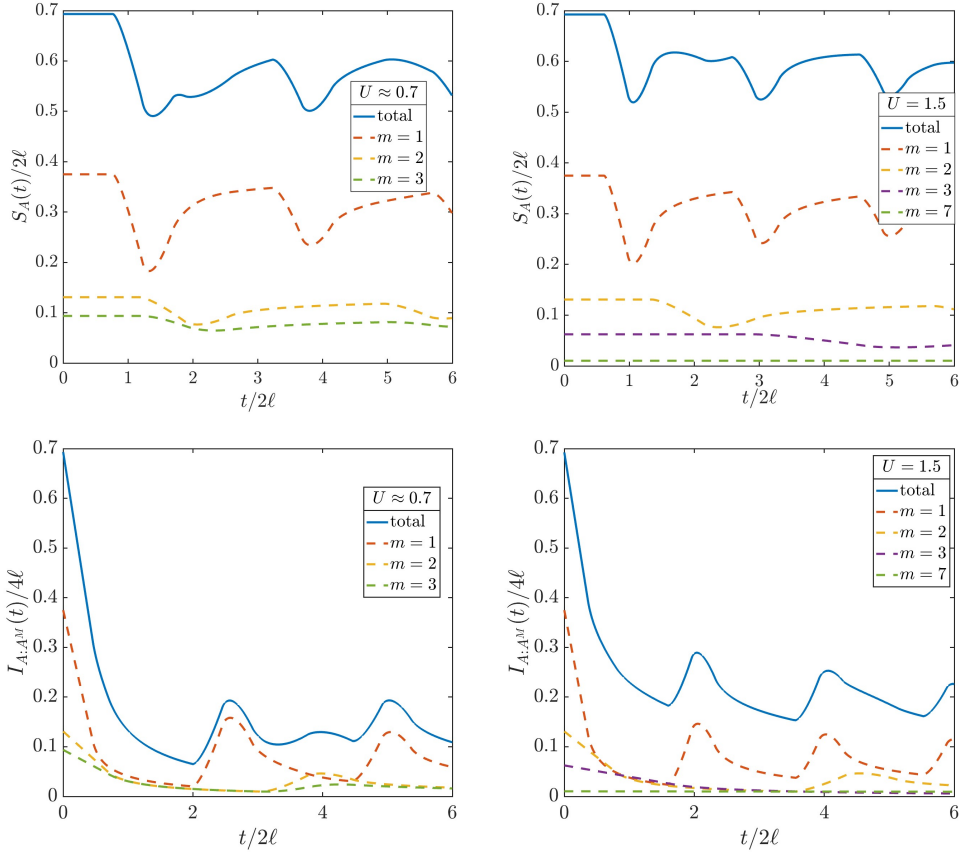 0.7
0.6
0.5
0.4
0.3
0.2
0.1
0
S_A(t)/2ℓ
0 1 2 3 4 5 6
t/2ℓ
U ≈ 0.7
total
m = 1
m = 2
m = 3
0.7
0.6
0.5
0.4
0.3
0.2
0.1
0
S_A(t)/2ℓ
0 1 2 3 4 5 6
t/2ℓ
U = 1.5
total
m = 1
m = 2
m = 3
m = 7
0.7
0.6
0.5
0.4
0.3
0.2
0.1
0
I_{A:A^M}(t)/4ℓ
0 2 4 6
t/2ℓ
U ≈ 0.7
total
m = 1
m = 2
m = 3
0.7
0.6
0.5
0.4
0.3
0.2
0.1
0
I_{A:A^M}(t)/4ℓ
0 2 4 6
t/2ℓ
U = 1.5
total
m = 1
m = 2
m = 3
m = 7